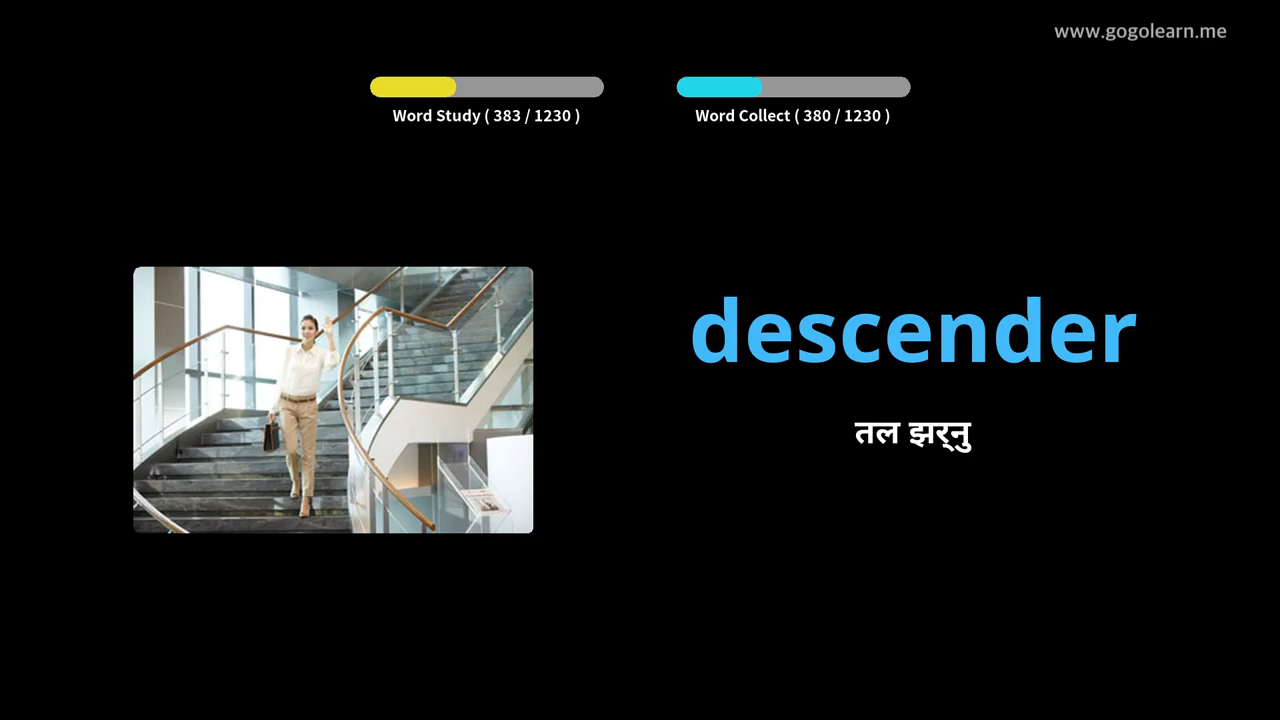 www.gogolearn.me
Word Study ( 383 / 1230 )
Word Collect ( 380 / 1230 )
descender
तल झर्‍नु